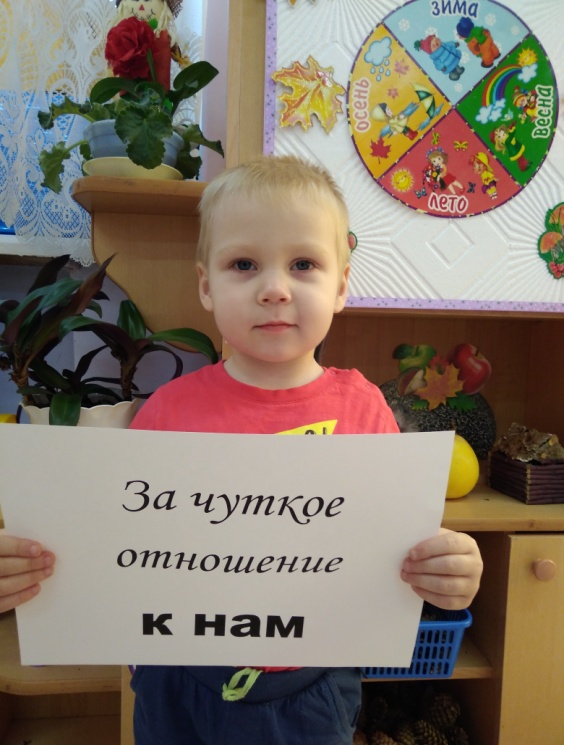 ЗИМА
ОСЕНЬ
ВЕСНА
ЛЕТО
За чуткое
отношение
к нам